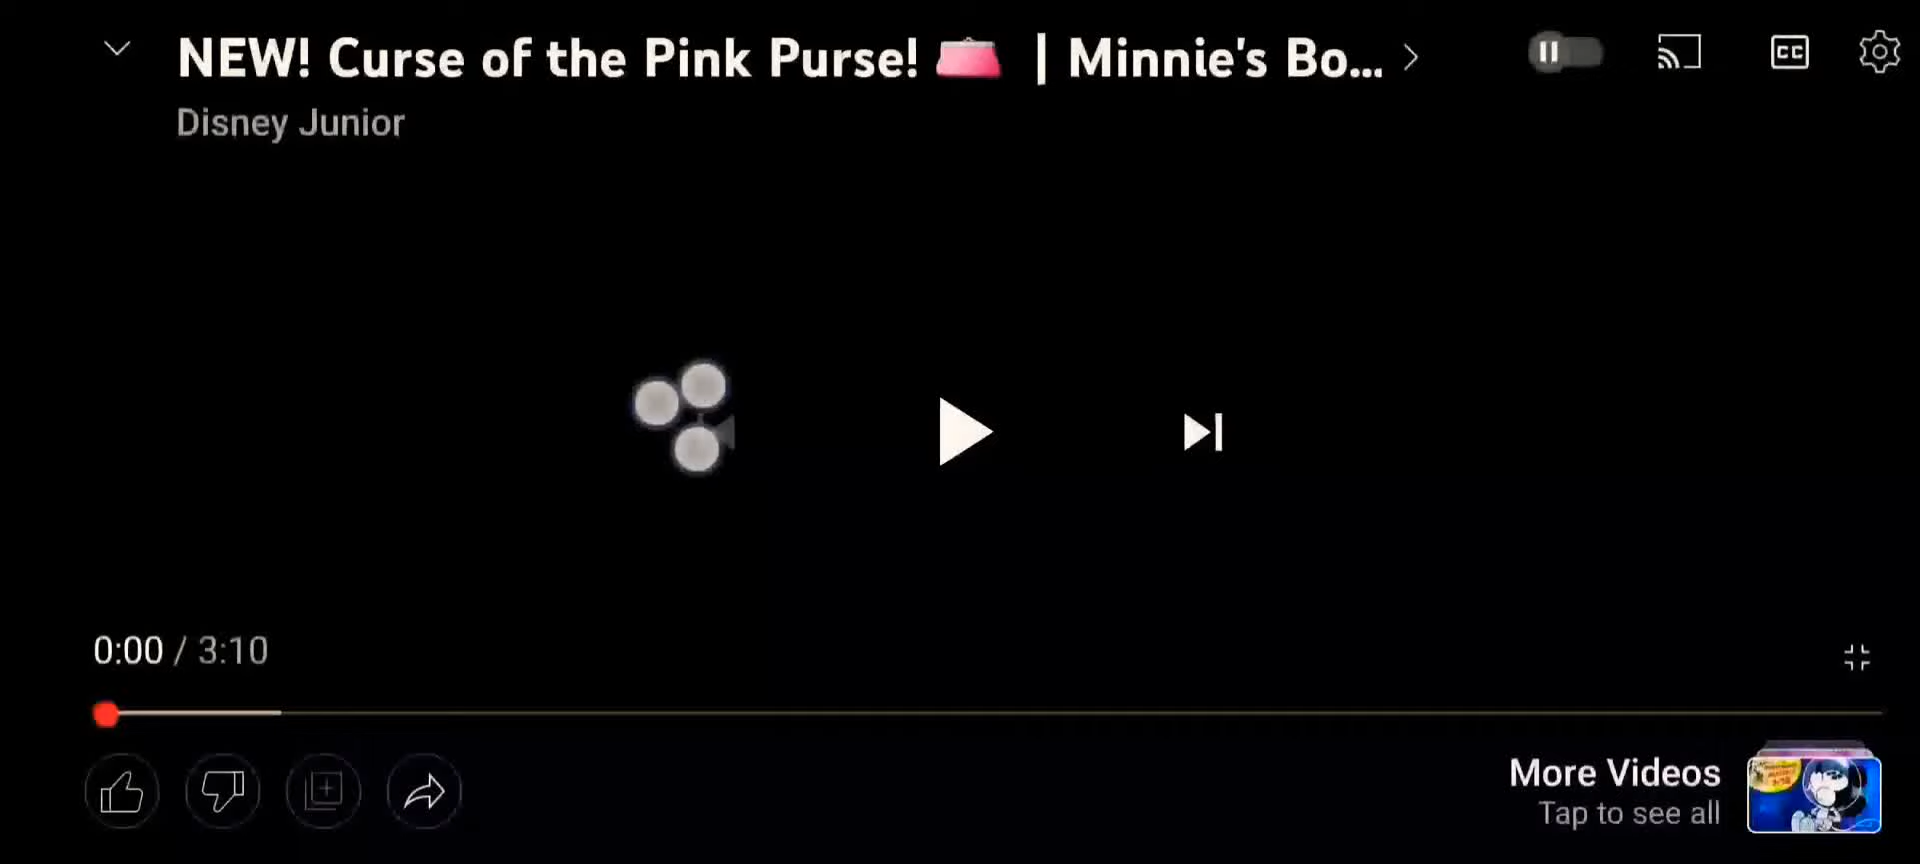 NEW! Curse of the Pink Purse! 👛 | Minnie's Bo...
Disney Junior
CC
0:00 / 3:10
More Videos
Tap to see all